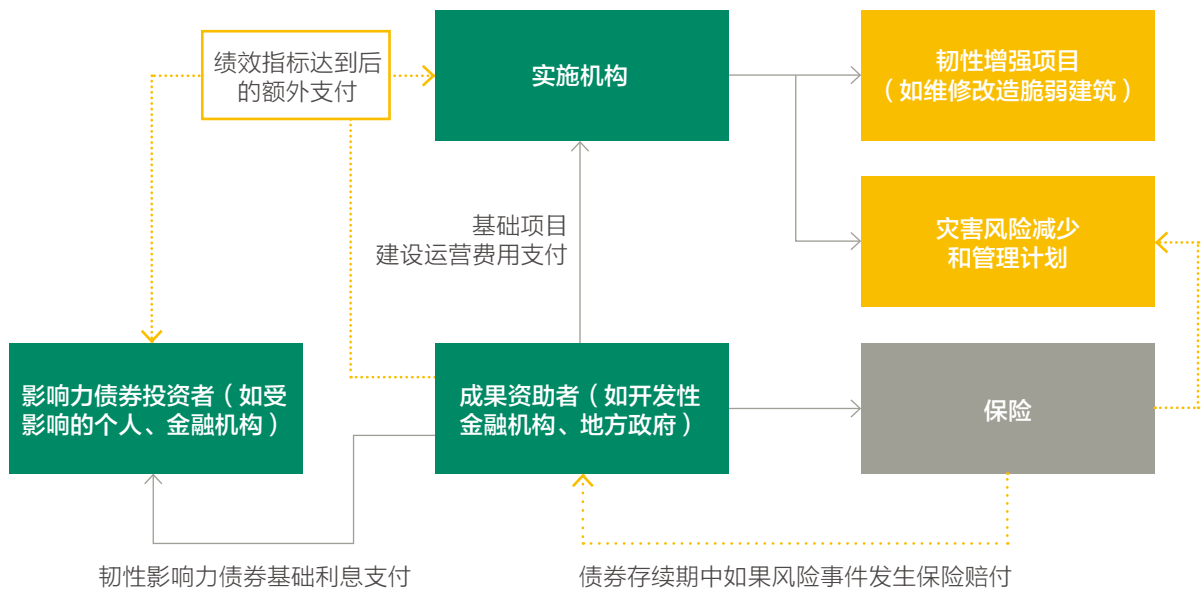 绩效指标达到后
的额外支付
实施机构
韧性增强项目
（如维修改造脆弱建筑）
基础项目
建设运营费用支付
灾害风险减少
和管理计划
影响力债券投资者（如受
影响的个人、金融机构）
成果资助者（如开发性
金融机构、地方政府）
保险
韧性影响力债券基础利息支付
债券存续期中如果风险事件发生保险赔付